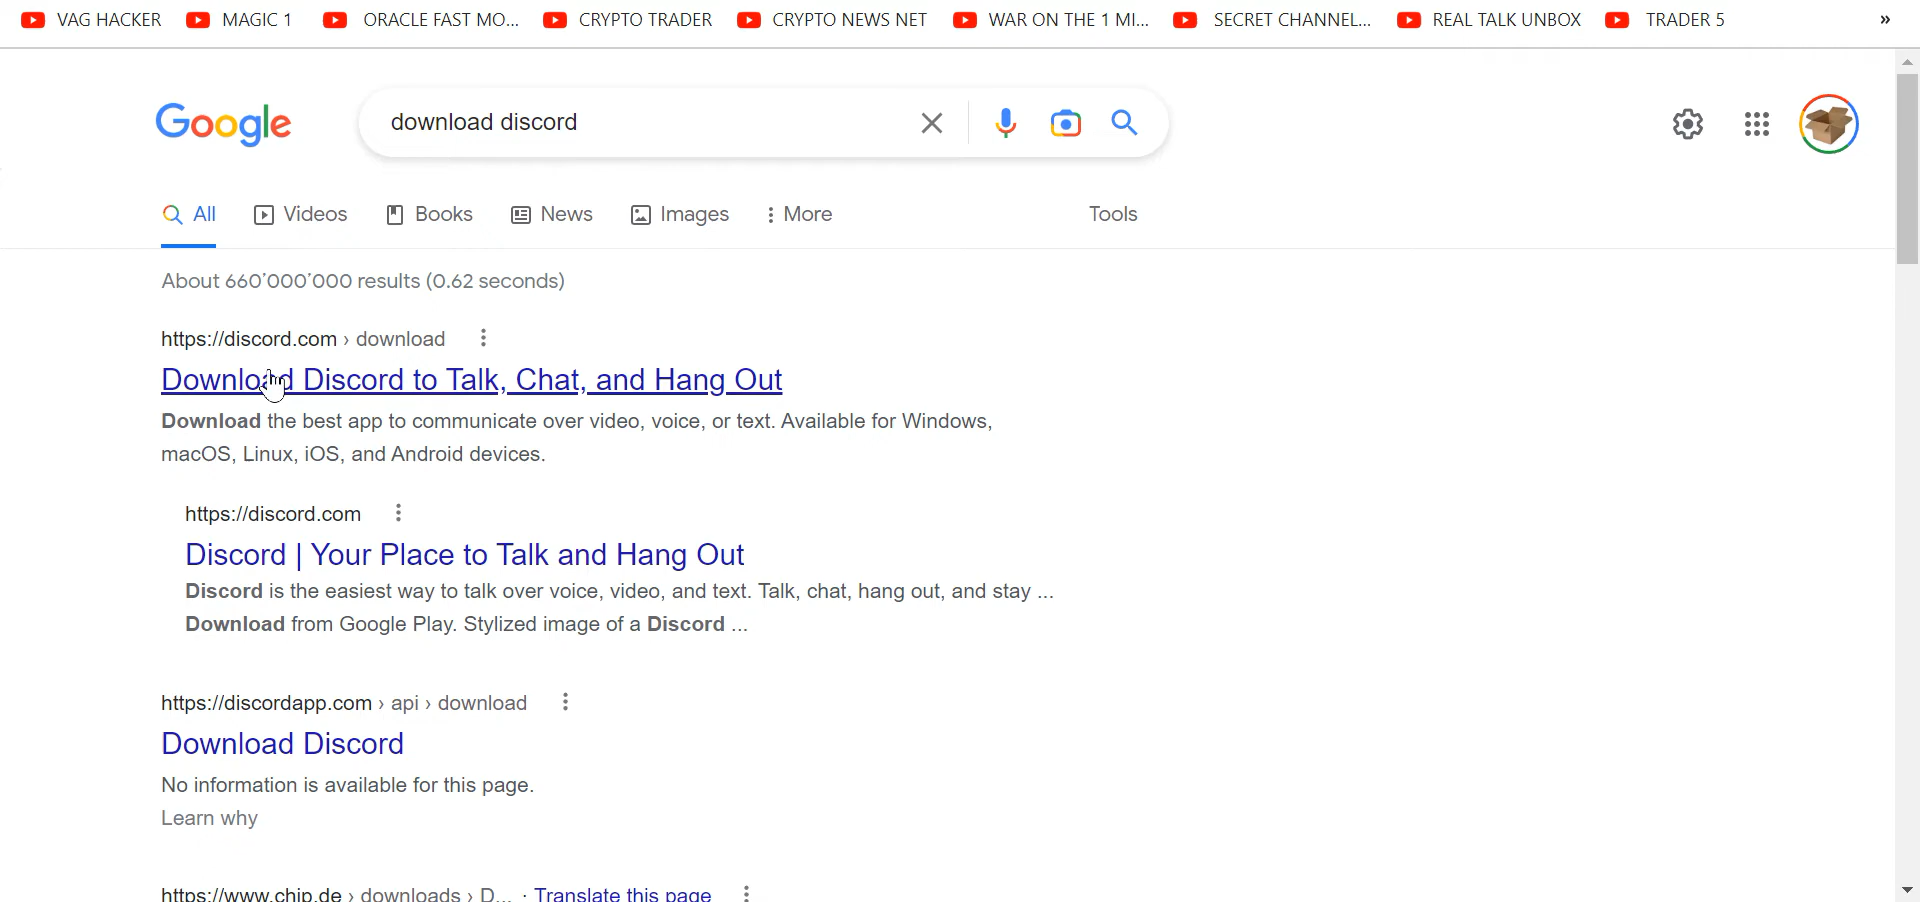 VAG HACKER MAGIC 1 ORACLE FAST MO... CRYPTO TRADER CRYPTO NEWS NET WAR ON THE 1 MI... SECRET CHANNEL... REAL TALK UNBOX TRADER 5 »
Google download discord
All Videos Books News Images More Tools
About 660'000'000 results (0.62 seconds)
https://discord.com › download
Download Discord to Talk, Chat, and Hang Out
Download the best app to communicate over video, voice, or text. Available for Windows,
macOS, Linux, iOS, and Android devices.
https://discord.com
Discord | Your Place to Talk and Hang Out
Discord is the easiest way to talk over voice, video, and text. Talk, chat, hang out, and stay ...
Download from Google Play. Stylized image of a Discord ...
https://discordapp.com › api › download
Download Discord
No information is available for this page.
Learn why
https://www.chip.de › downloads › D... · Translate this page